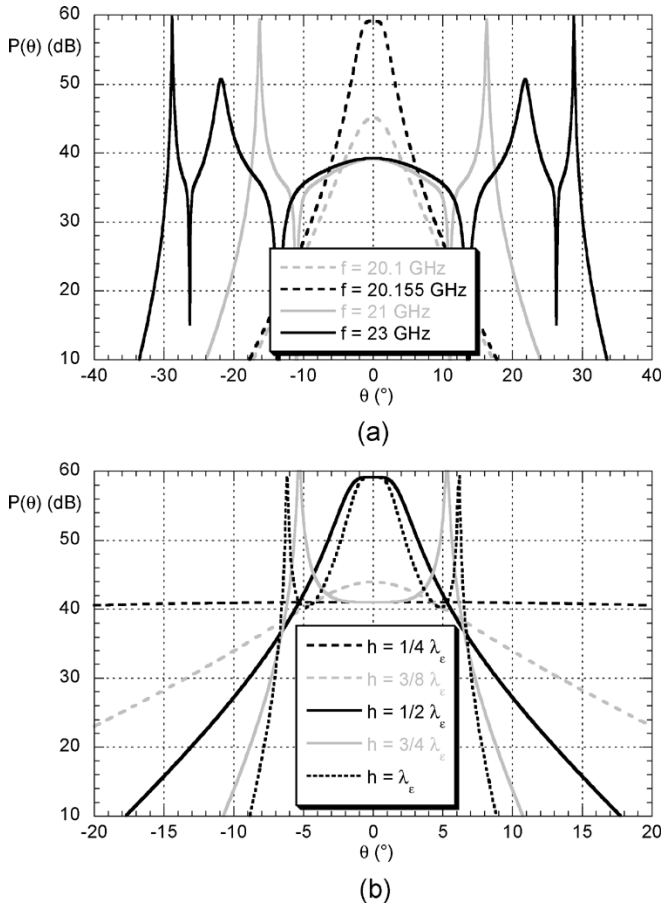 60
P(θ) (dB)
50
40
30
20
10
f = 20.1 GHz
f = 20.155 GHz
f = 21 GHz
f = 23 GHz
-40 -30 -20 -10 0 10 20 30 40
θ (°)
(a)
60
P(θ) (dB)
50
40
30
20
10
h = 1/4 λε
h = 3/8 λε
h = 1/2 λε
h = 3/4 λε
h = λε
-20 -15 -10 -5 0 5 10 15 20
θ (°)
(b)